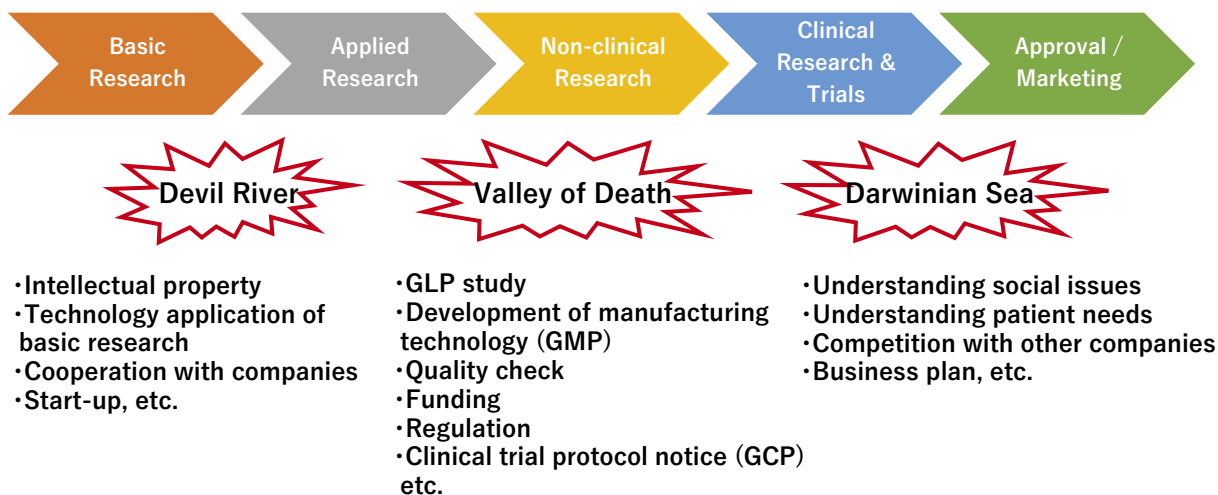 Basic
Research
Applied
Research
Non-clinical
Research
Clinical
Research &
Trials
Approval /
Marketing
Devil River
Valley of Death
Darwinian Sea
・Intellectual property
・Technology application of
basic research
・Cooperation with companies
・Start-up, etc.
・GLP study
・Development of manufacturing
technology (GMP)
・Quality check
・Funding
・Regulation
・Clinical trial protocol notice (GCP)
etc.
・Understanding social issues
・Understanding patient needs
・Competition with other companies
・Business plan, etc.